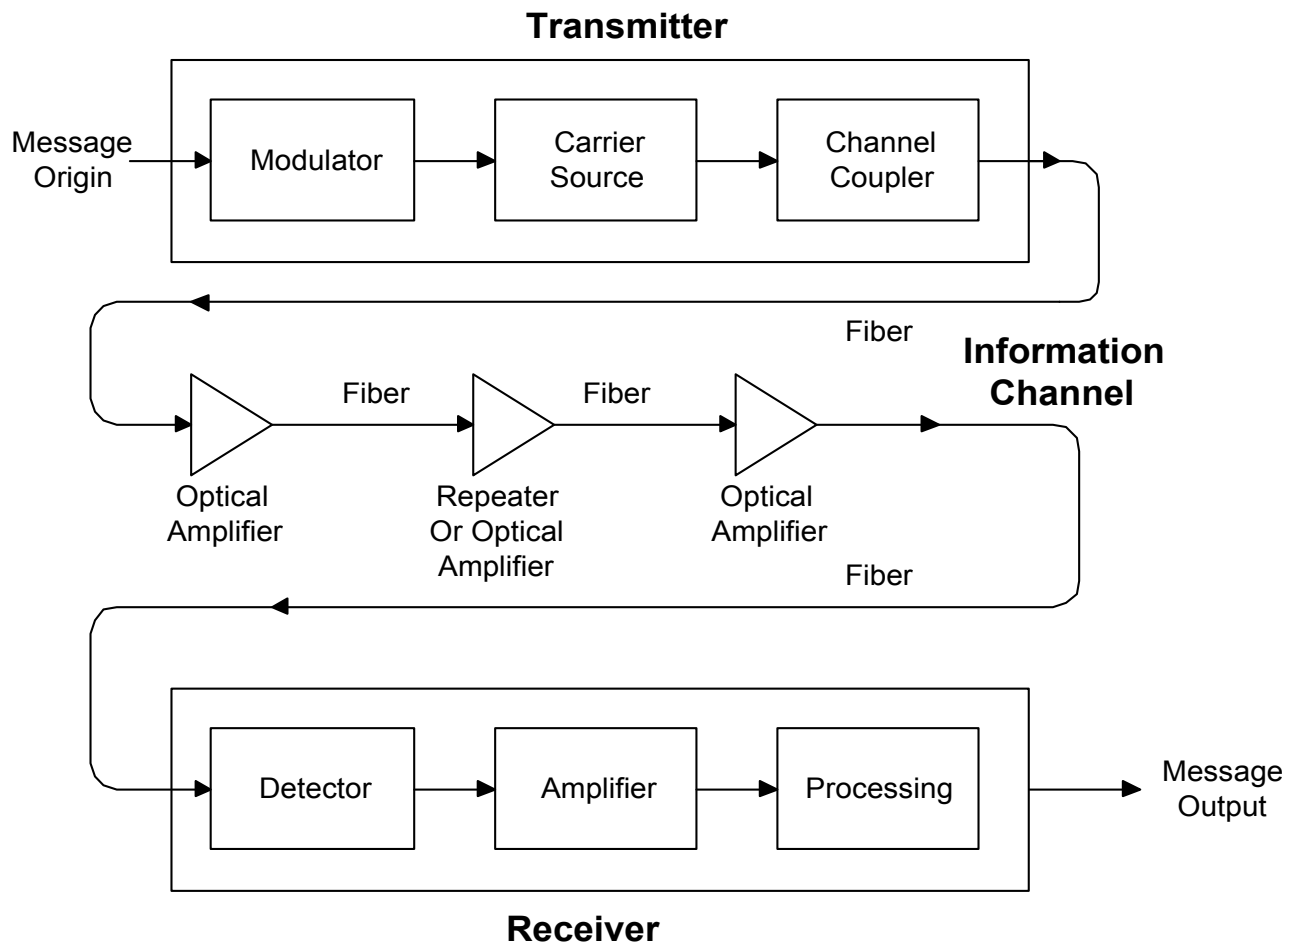 Transmitter
Message
Origin
Modulator
Carrier
Source
Channel
Coupler
Fiber
Information
Channel
Fiber
Fiber
Optical
Amplifier
Repeater
Or Optical
Amplifier
Optical
Amplifier
Fiber
Detector
Amplifier
Processing
Message
Output
Receiver